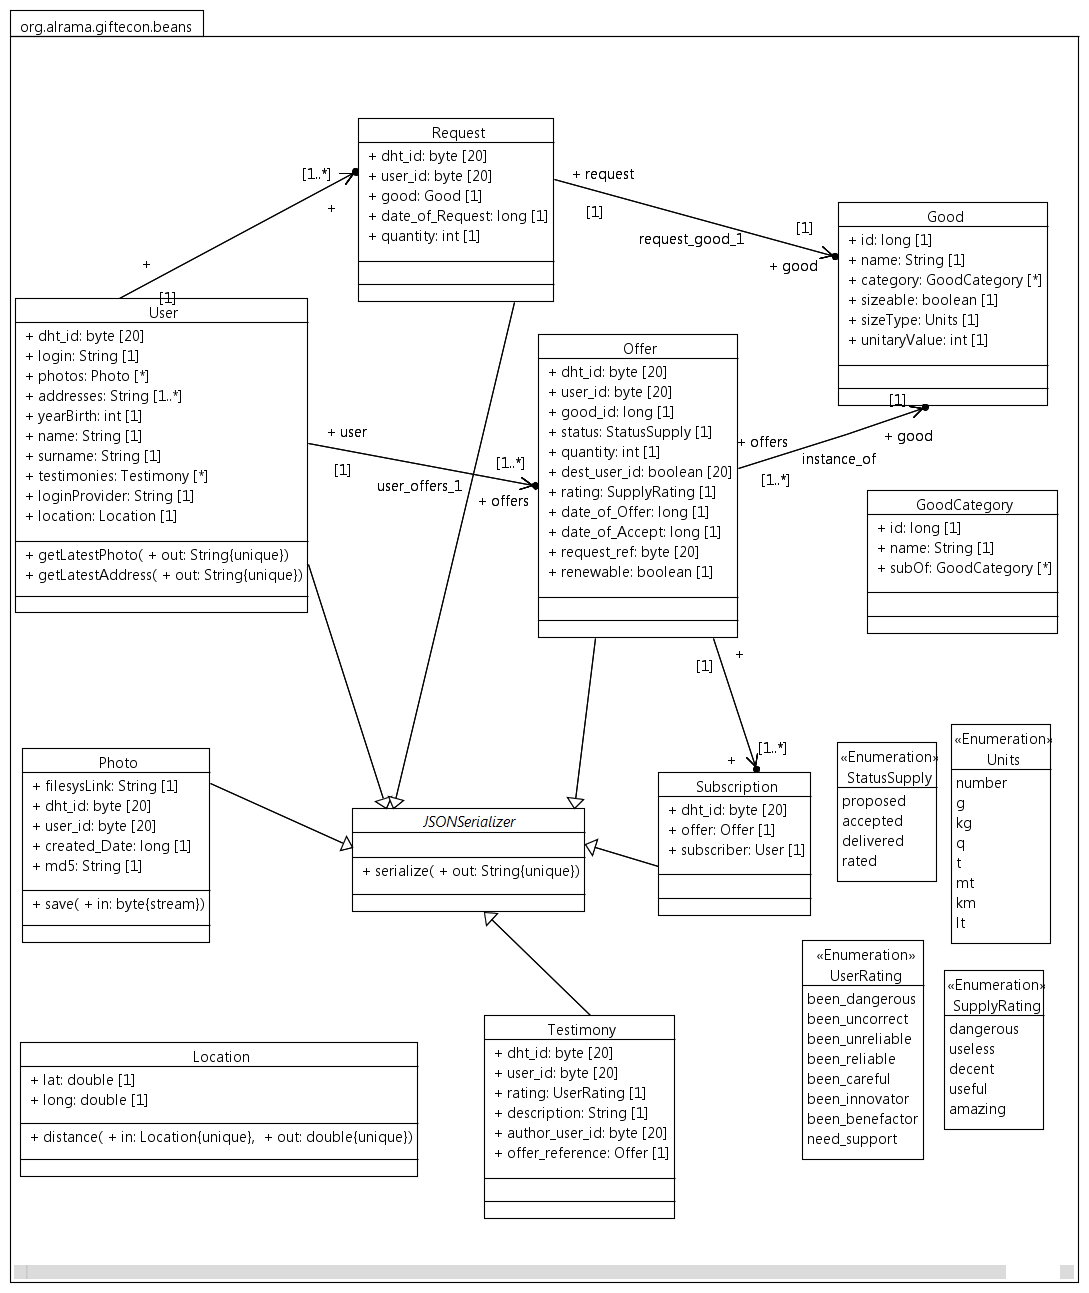 org.alrama.giftecon.beans
Request
+ dht_id: byte [20]
+ user_id: byte [20]
+ good: Good [1]
+ date_of_Request: long [1]
+ quantity: int [1]
[1..*]
+
+
[1]
+ request
[1]
request_good_1
[1]
+ good
Good
+ id: long [1]
+ name: String [1]
+ category: GoodCategory [*]
+ sizeable: boolean [1]
+ sizeType: Units [1]
+ unitaryValue: int [1]
User
+ dht_id: byte [20]
+ login: String [1]
+ photos: Photo [*]
+ addresses: String [1..*]
+ yearBirth: int [1]
+ name: String [1]
+ surname: String [1]
+ testimonies: Testimony [*]
+ loginProvider: String [1]
+ location: Location [1]
+ getLatestPhoto( + out: String{unique})
+ getLatestAddress( + out: String{unique})
+ user
[1]
user_offers_1
[1..*]
+ offers
Offer
+ dht_id: byte [20]
+ user_id: byte [20]
+ good_id: long [1]
+ status: StatusSupply [1]
+ quantity: int [1]
+ dest_user_id: boolean [20]
+ rating: SupplyRating [1]
+ date_of_Offer: long [1]
+ date_of_Accept: long [1]
+ request_ref: byte [20]
+ renewable: boolean [1]
+ offers
[1..*]
instance_of
[1]
+ good
GoodCategory
+ id: long [1]
+ name: String [1]
+ subOf: GoodCategory [*]
[1]
+
[1..*]
+
Photo
+ filesysLink: String [1]
+ dht_id: byte [20]
+ user_id: byte [20]
+ created_Date: long [1]
+ md5: String [1]
+ save( + in: byte{stream})
JSONSerializer
+ serialize( + out: String{unique})
Subscription
+ dht_id: byte [20]
+ offer: Offer [1]
+ subscriber: User [1]
«Enumeration»
StatusSupply
proposed
accepted
delivered
rated
«Enumeration»
Units
number
g
kg
q
t
mt
km
lt
«Enumeration»
UserRating
been_dangerous
been_uncorrect
been_unreliable
been_reliable
been_careful
been_innovator
been_benefactor
need_support
«Enumeration»
SupplyRating
dangerous
useless
decent
useful
amazing
Location
+ lat: double [1]
+ long: double [1]
+ distance( + in: Location{unique},  + out: double{unique})
Testimony
+ dht_id: byte [20]
+ user_id: byte [20]
+ rating: UserRating [1]
+ description: String [1]
+ author_user_id: byte [20]
+ offer_reference: Offer [1]